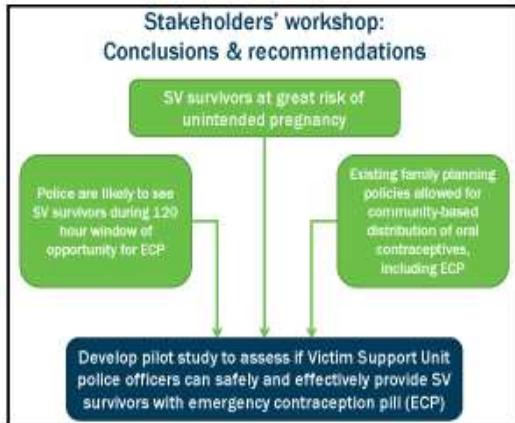 Stakeholders' workshop:
Conclusions & recommendations
SV survivors at great risk of
unintended pregnancy
Police are likely to see
SV survivors during 120
hour window of
opportunity for ECP
Existing family planning
policies allowed for
community-based
distribution of oral
contraceptives,
including ECP
Develop pilot study to assess if Victim Support Unit
police officers can safely and effectively provide SV
survivors with emergency contraception pill (ECP)